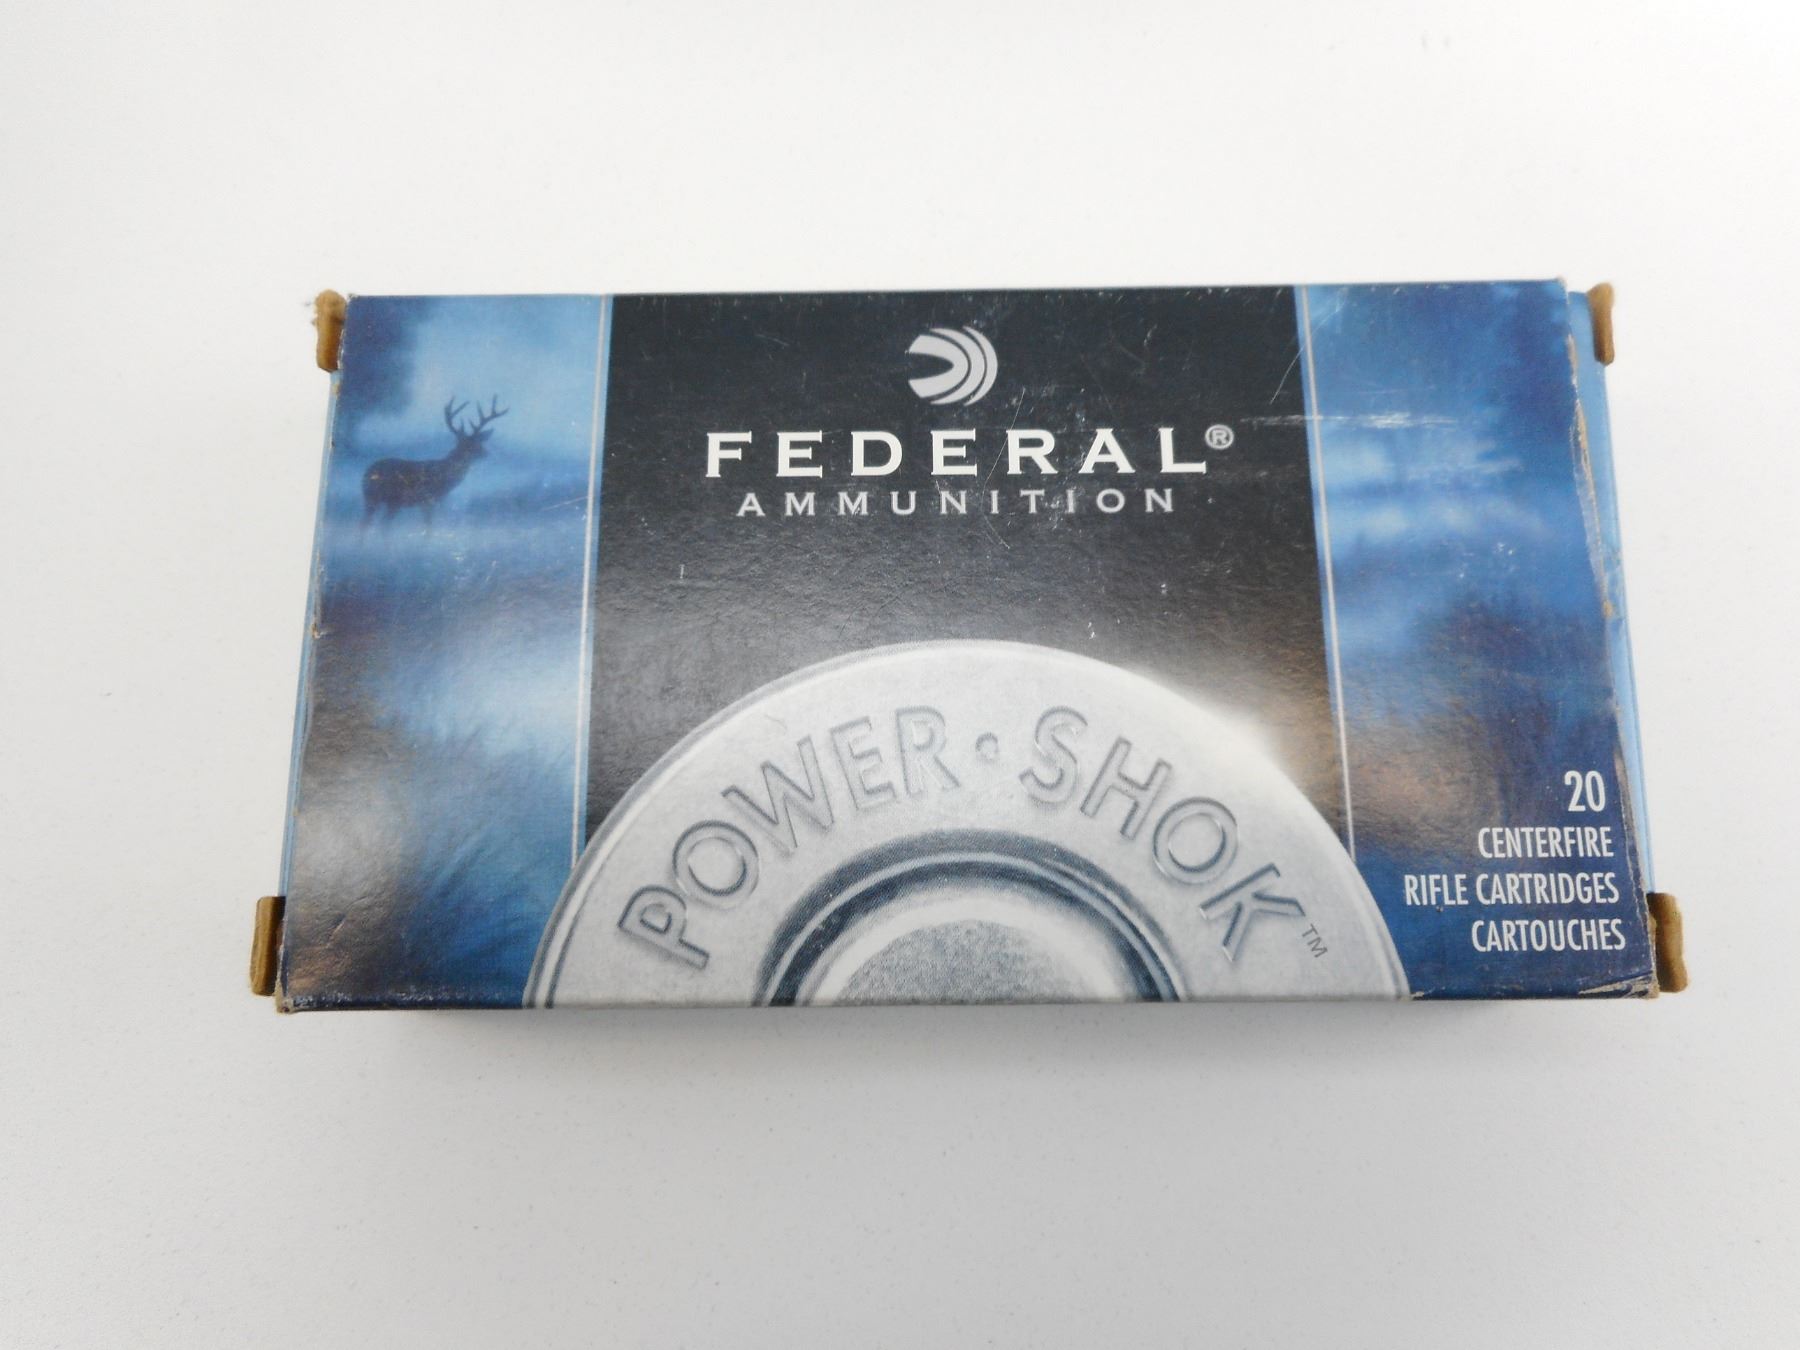 FEDERAL®
AMMUNITION
POWER·SHOK™
20
CENTERFIRE
RIFLE CARTRIDGES
CARTOUCHES